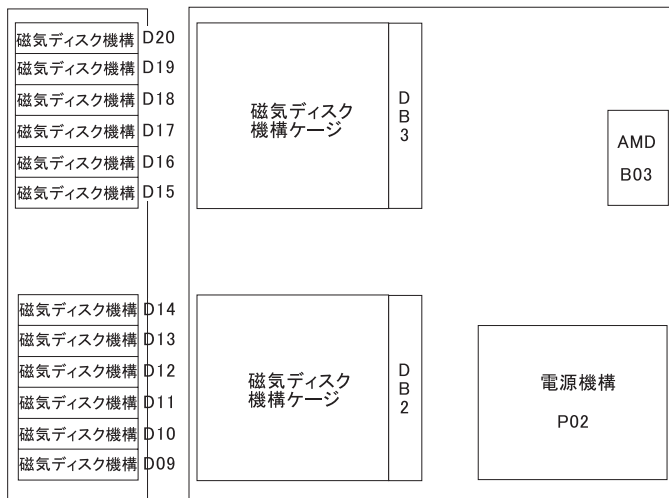 磁気ディスク機構 D20
磁気ディスク機構 D19
磁気ディスク機構 D18
磁気ディスク機構 D17
磁気ディスク機構 D16
磁気ディスク機構 D15
磁気ディスク
機構ケージ
DB3
AMD
B03
磁気ディスク機構 D14
磁気ディスク機構 D13
磁気ディスク機構 D12
磁気ディスク機構 D11
磁気ディスク機構 D10
磁気ディスク機構 D09
磁気ディスク
機構ケージ
DB2
電源機構
P02